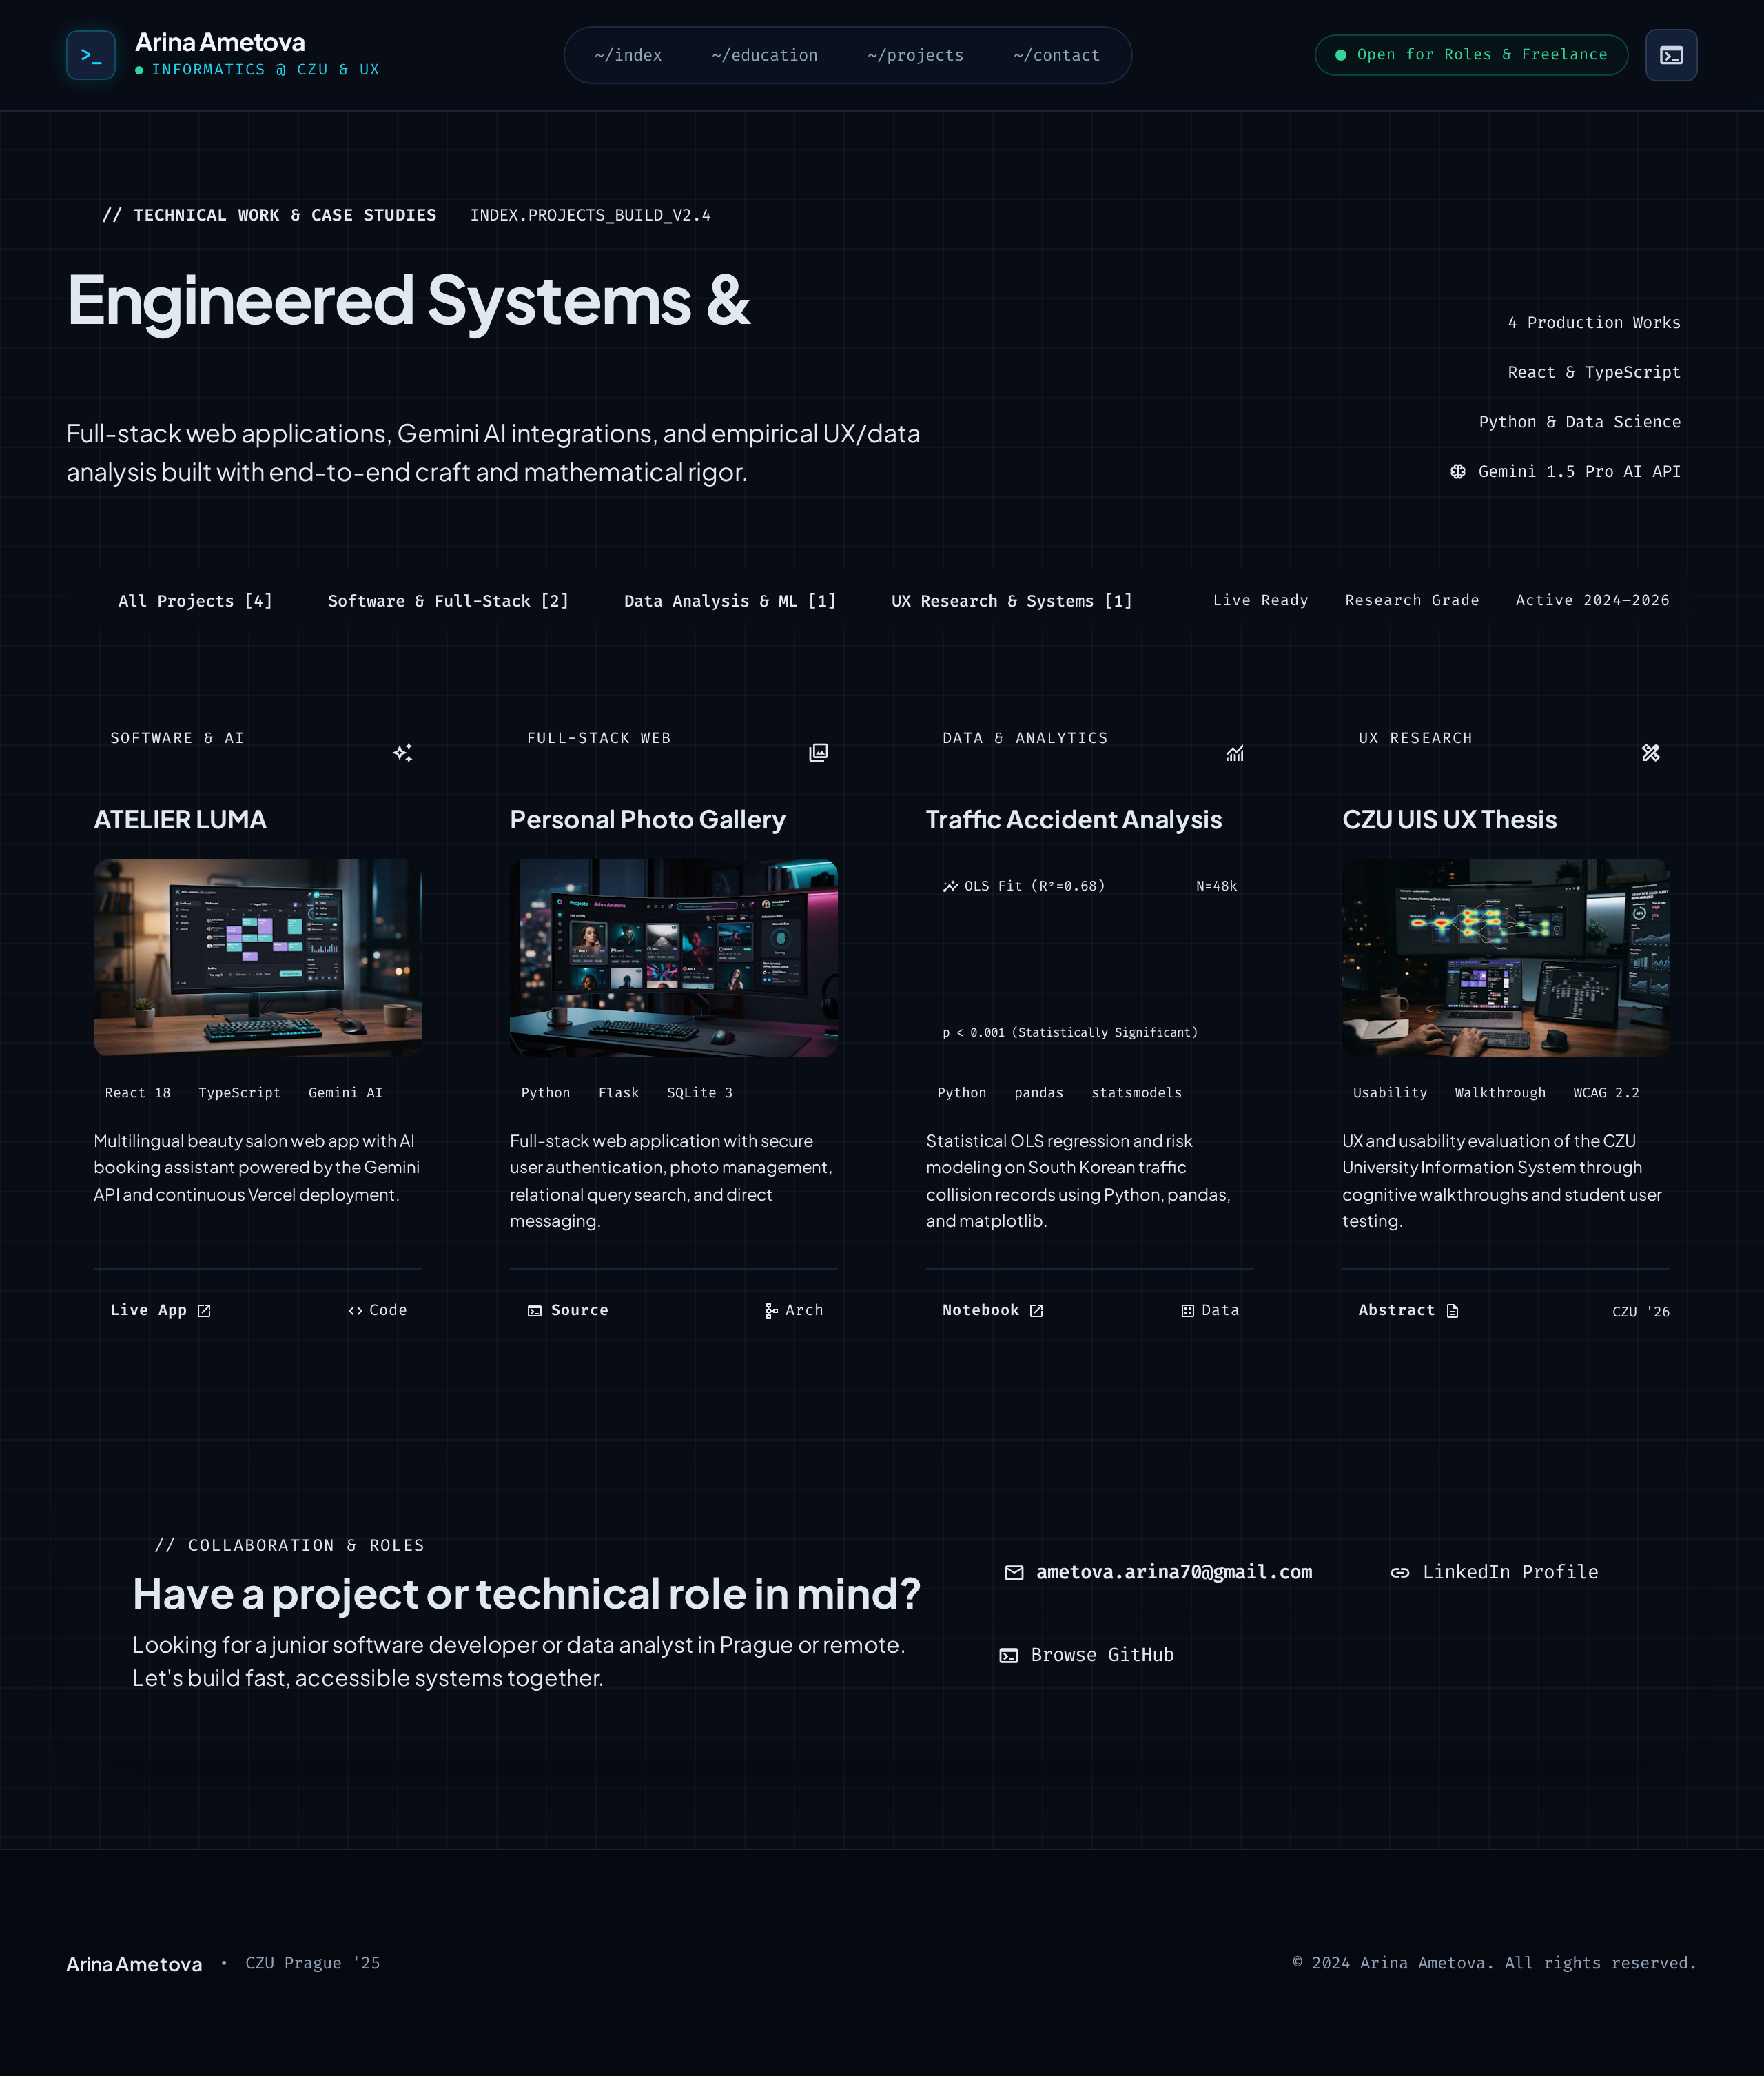 >_
Arina Ametova
INFORMATICS @ CZU & UX
~/index
~/education
~/projects
~/contact
Open for Roles & Freelance
// TECHNICAL WORK & CASE STUDIES
INDEX.PROJECTS_BUILD_V2.4
Engineered Systems &
Full-stack web applications, Gemini AI integrations, and empirical UX/data
analysis built with end-to-end craft and mathematical rigor.
4 Production Works
React & TypeScript
Python & Data Science
Gemini 1.5 Pro AI API
All Projects [4]
Software & Full-Stack [2]
Data Analysis & ML [1]
UX Research & Systems [1]
Live Ready
Research Grade
Active 2024—2026
SOFTWARE & AI
ATELIER LUMA
React 18
TypeScript
Gemini AI
Multilingual beauty salon web app with AI
booking assistant powered by the Gemini
API and continuous Vercel deployment.
Live App
Code
FULL-STACK WEB
Personal Photo Gallery
Projects — Arina Ametova
Python
Flask
SQLite 3
Full-stack web application with secure
user authentication, photo management,
relational query search, and direct
messaging.
Source
Arch
DATA & ANALYTICS
Traffic Accident Analysis
OLS Fit (R²=0.68)
N=48k
p < 0.001 (Statistically Significant)
Python
pandas
statsmodels
Statistical OLS regression and risk
modeling on South Korean traffic
collision records using Python, pandas,
and matplotlib.
Notebook
Data
UX RESEARCH
CZU UIS UX Thesis
Usability
Walkthrough
WCAG 2.2
UX and usability evaluation of the CZU
University Information System through
cognitive walkthroughs and student user
testing.
Abstract
CZU '26
// COLLABORATION & ROLES
Have a project or technical role in mind?
Looking for a junior software developer or data analyst in Prague or remote.
Let's build fast, accessible systems together.
ametova.arina70@gmail.com
LinkedIn Profile
Browse GitHub
Arina Ametova • CZU Prague '25
© 2024 Arina Ametova. All rights reserved.